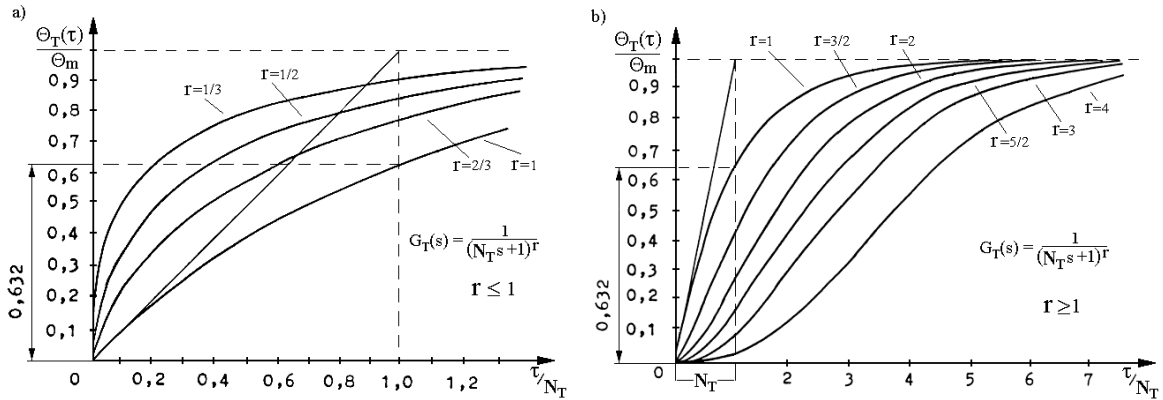 a)
Θ_T(τ)
Θ_m
0,9
0,8
0,7
0,6
0,5
0,4
0,3
0,2
0,1
0,632
r=1/3
r=1/2
r=2/3
r=1
G_T(s) = 1/(N_T s+1)^r
r ≤ 1
0
0,2
0,4
0,6
0,8
1,0
1,2
τ/N_T
b)
Θ_T(τ)
Θ_m
0,9
0,8
0,7
0,6
0,5
0,4
0,3
0,2
0,1
0,632
r=1
r=3/2
r=2
r=5/2
r=3
r=4
G_T(s) = 1/(N_T s+1)^r
r ≥1
0
N_T
2
3
4
5
6
7
τ/N_T